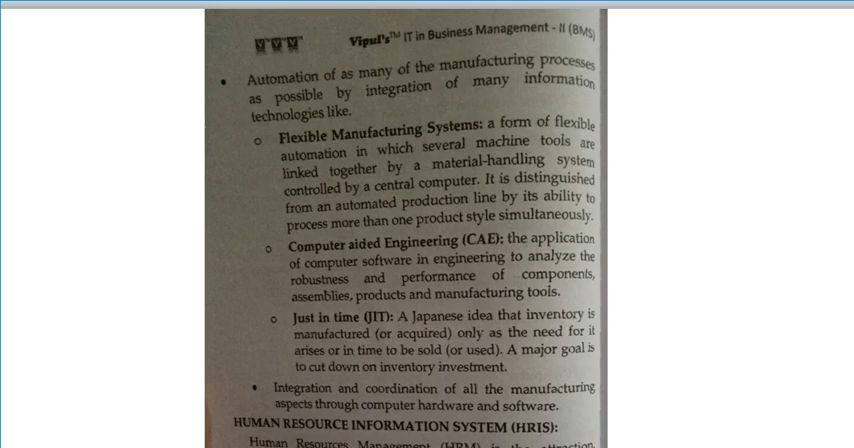 Vipul's™ IT in Business Management - II (BMS)
• Automation of as many of the manufacturing processes
as possible by integration of many information
technologies like.
o Flexible Manufacturing Systems: a form of flexible
automation in which several machine tools are
linked together by a material-handling system
controlled by a central computer. It is distinguished
from an automated production line by its ability to
process more than one product style simultaneously.
o Computer aided Engineering (CAE): the application
of computer software in engineering to analyze the
robustness and performance of components,
assemblies, products and manufacturing tools.
o Just in time (JIT): A Japanese idea that inventory is
manufactured (or acquired) only as the need for it
arises or in time to be sold (or used). A major goal is
to cut down on inventory investment.
• Integration and coordination of all the manufacturing
aspects through computer hardware and software.
HUMAN RESOURCE INFORMATION SYSTEM (HRIS):
Human Resources Management (HRM) is the attraction,